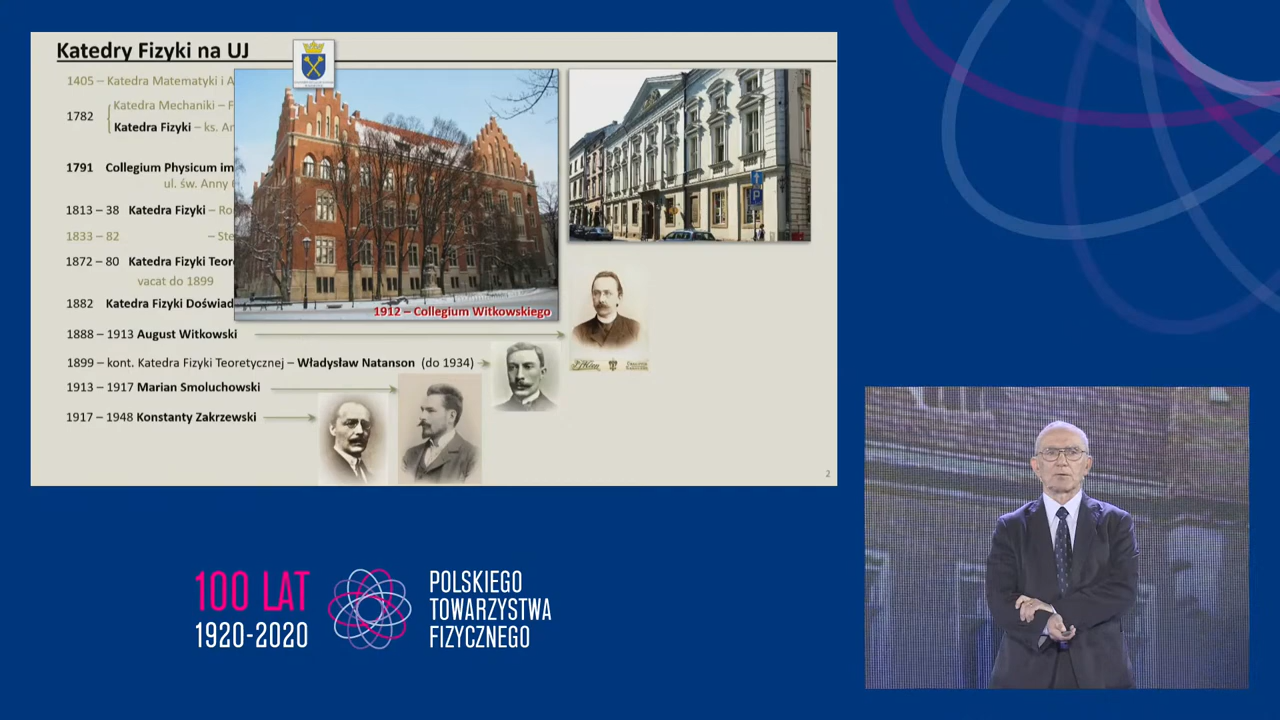 Katedry Fizyki na UJ
1405 – Katedra Matematyki i A
Katedra Mechaniki – F
1782
Katedra Fizyki – ks. Ar
1791 Collegium Physicum im
ul. św. Anny
1813 – 38 Katedra Fizyki – Ro
1833 – 82 – Ste
1872 – 80 Katedra Fizyki Teor
vacat do 1899
1882 Katedra Fizyki Doświad
1912 – Collegium Witkowskiego
1888 – 1913 August Witkowski
1899 – kont. Katedra Fizyki Teoretycznej – Władysław Natanson (do 1934)
1913 – 1917 Marian Smoluchowski
1917 – 1948 Konstanty Zakrzewski
P
2
100 LAT
1920-2020
POLSKIEGO
TOWARZYSTWA
FIZYCZNEGO